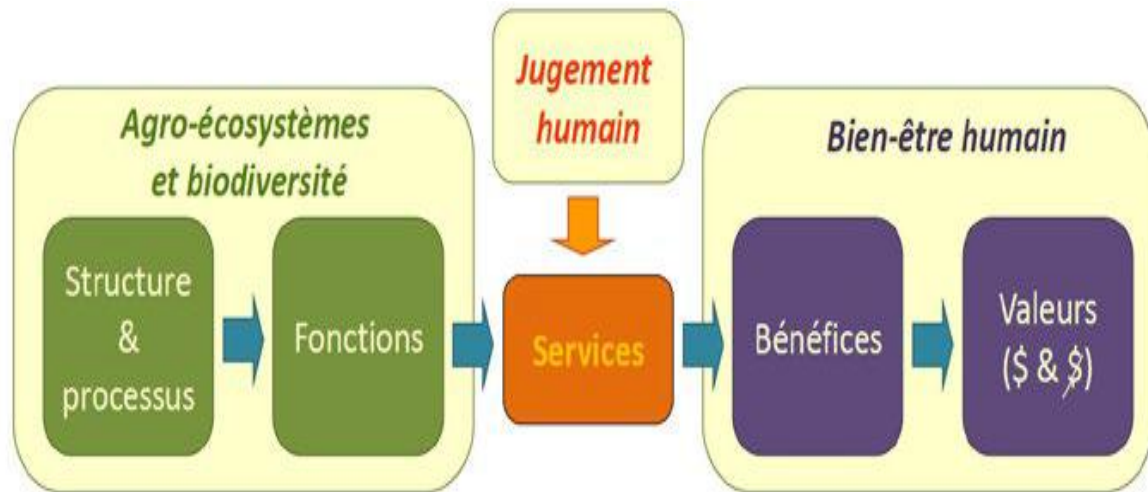 Agro-écosystèmes
et biodiversité
Structure
&
processus
Fonctions
Jugement
humain
Services
Bien-être humain
Bénéfices
Valeurs
($ & $)